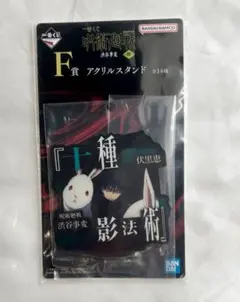 一番くじ
呪術廻戦
渋谷事変
BANDAI NAMCO
F賞 アクリルスタンド 全14種
『十種
伏黒恵
影法術』
呪術廻戦
渋谷事変
BANDAI